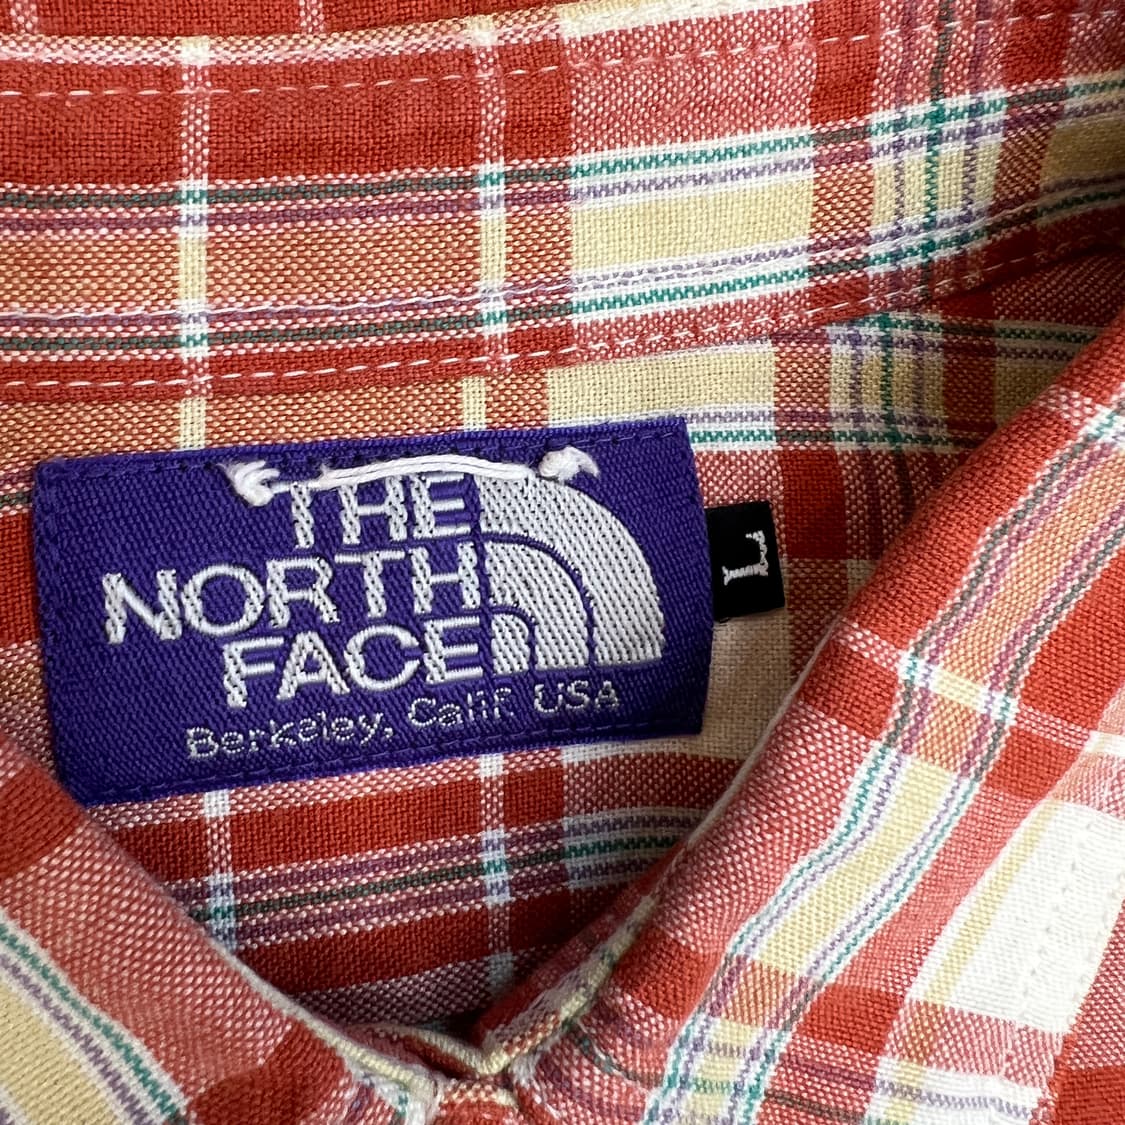 THE
NORTH
FACE
Berkeley, Calif. USA
L